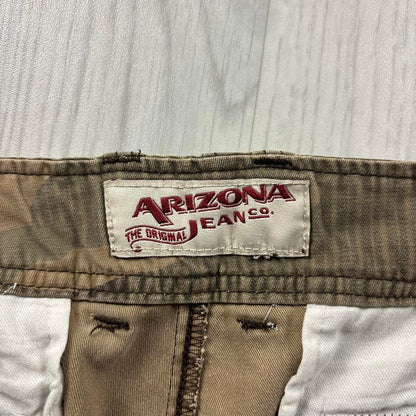 ARIZONA
THE ORIGINAL JEAN CO.